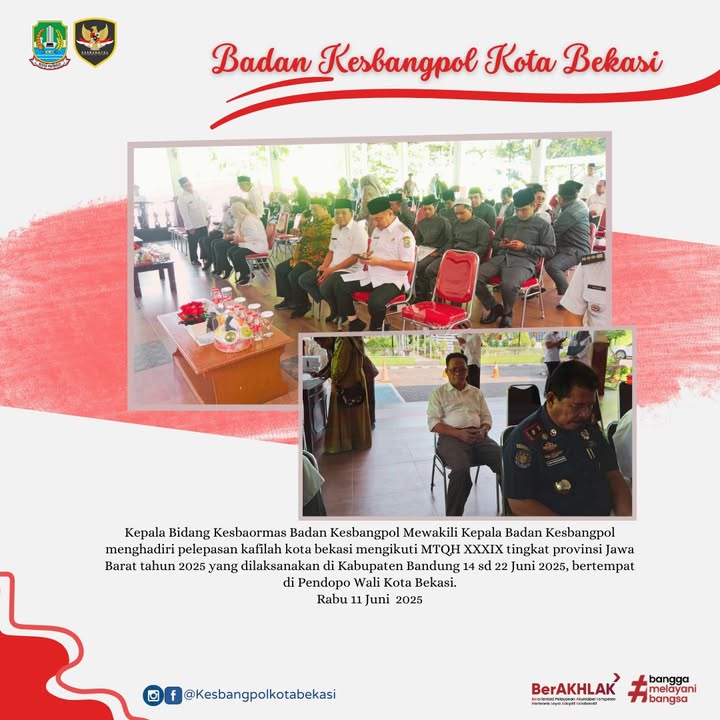 Badan Kesbangpol Kota Bekasi
Kepala Bidang Kesbaormas Badan Kesbangpol Mewakili Kepala Badan Kesbangpol
menghadiri pelepasan kafilah kota bekasi mengikuti MTQH XXXIX tingkat provinsi Jawa
Barat tahun 2025 yang dilaksanakan di Kabupaten Bandung 14 sd 22 Juni 2025, bertempat
di Pendopo Wali Kota Bekasi.
Rabu 11 Juni 2025
@Kesbangpolkotabekasi
BerAKHLAK
#bangga
melayani
bangsa